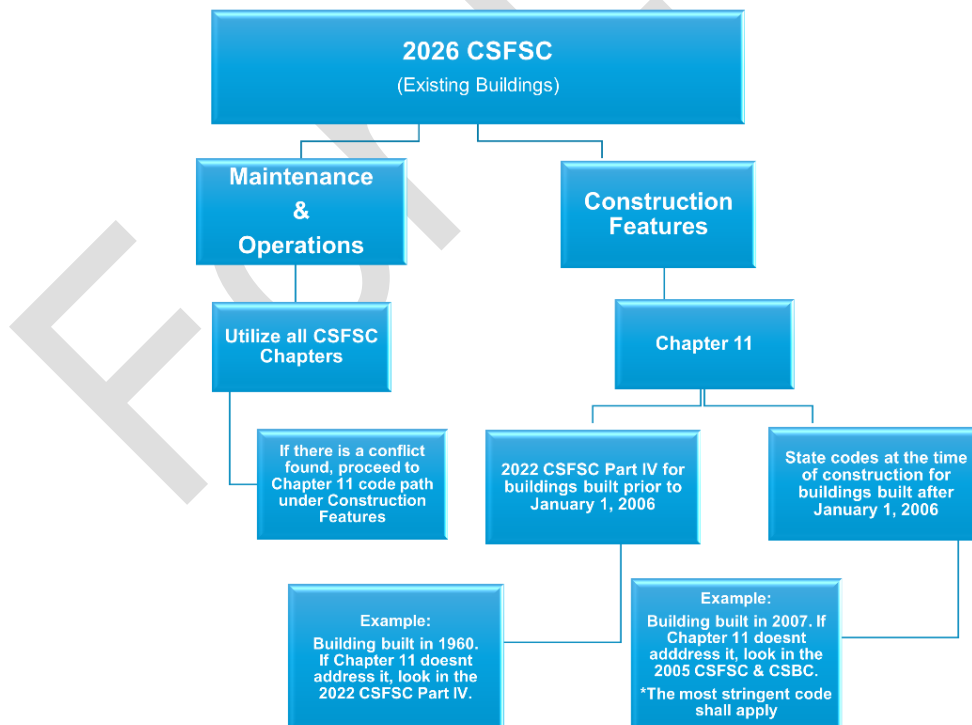 2026 CSFSC
(Existing Buildings)
Maintenance
&
Operations
Construction
Features
Utilize all CSFSC
Chapters
Chapter 11
If there is a conflict
found, proceed to
Chapter 11 code path
under Construction
Features
2022 CSFSC Part IV for
buildings built prior to
January 1, 2006
State codes at the time
of construction for
buildings built after
January 1, 2006
Example:
Building built in 1960.
If Chapter 11 doesnt
address it, look in the
2022 CSFSC Part IV.
Example:
Building built in 2007. If
Chapter 11 doesnt
adddress it, look in the
2005 CSFSC & CSBC.
*The most stringent code
shall apply